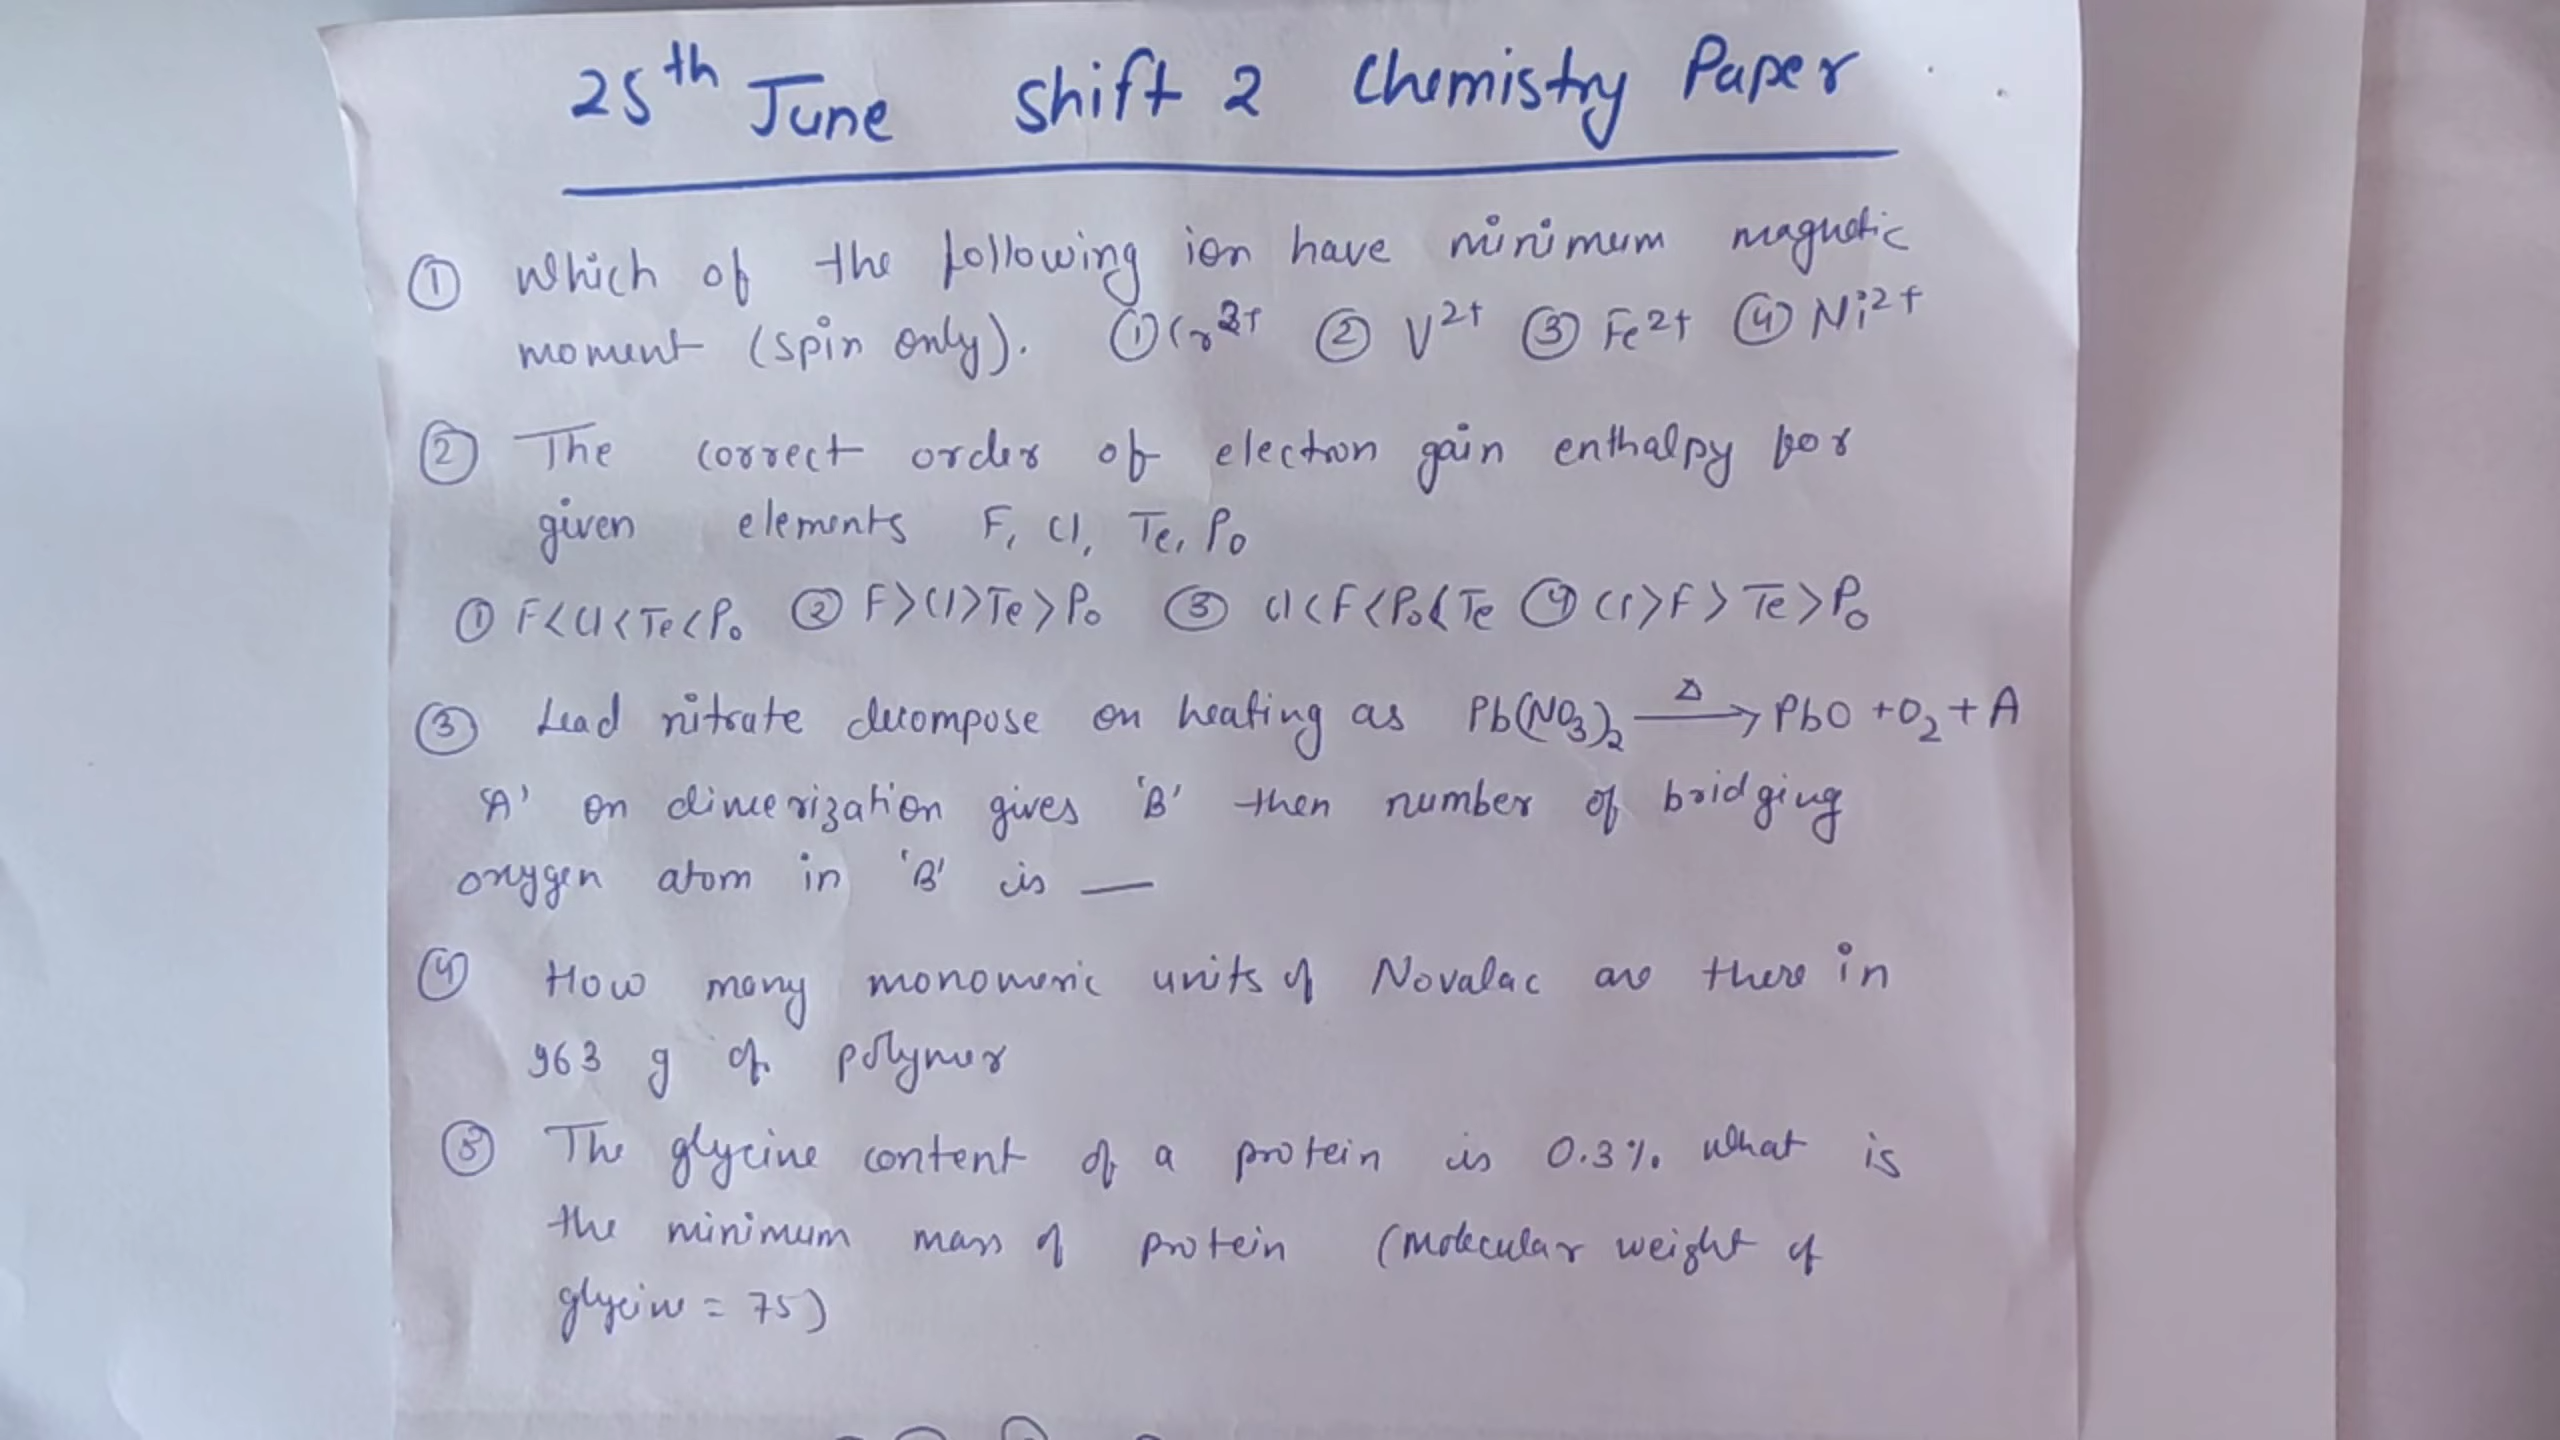 25th June Shift 2 Chemistry Paper
① Which of the following ion have minimum magnetic
moment (spin only). ① Cr3+ ② V2+ ③ Fe2+ ④ Ni2+
② The correct order of electron gain enthalpy for
given elements F, Cl, Te, Po
① F<Cl<Te<Po ② F>Cl>Te>Po ③ Cl<F<Po<Te ④ Cl>F>Te>Po
③ Lead nitrate decompose on heating as Pb(NO3)2 —Δ→ PbO + O2 + A
'A' on dimerization gives 'B' then number of bridging
oxygen atom in 'B' is —
④ How many monomeric units of Novalac are there in
963 g of polymer
⑤ The glycine content of a protein is 0.3% what is
the minimum mass of protein (molecular weight of
glycine = 75)